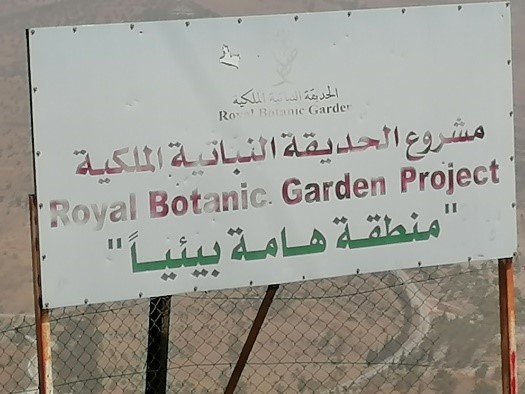 الحديقة النباتية الملكية
Royal Botanic Garden
مشروع الحديقة النباتية الملكية
Royal Botanic Garden Project
"منطقة هامة بيئياً"